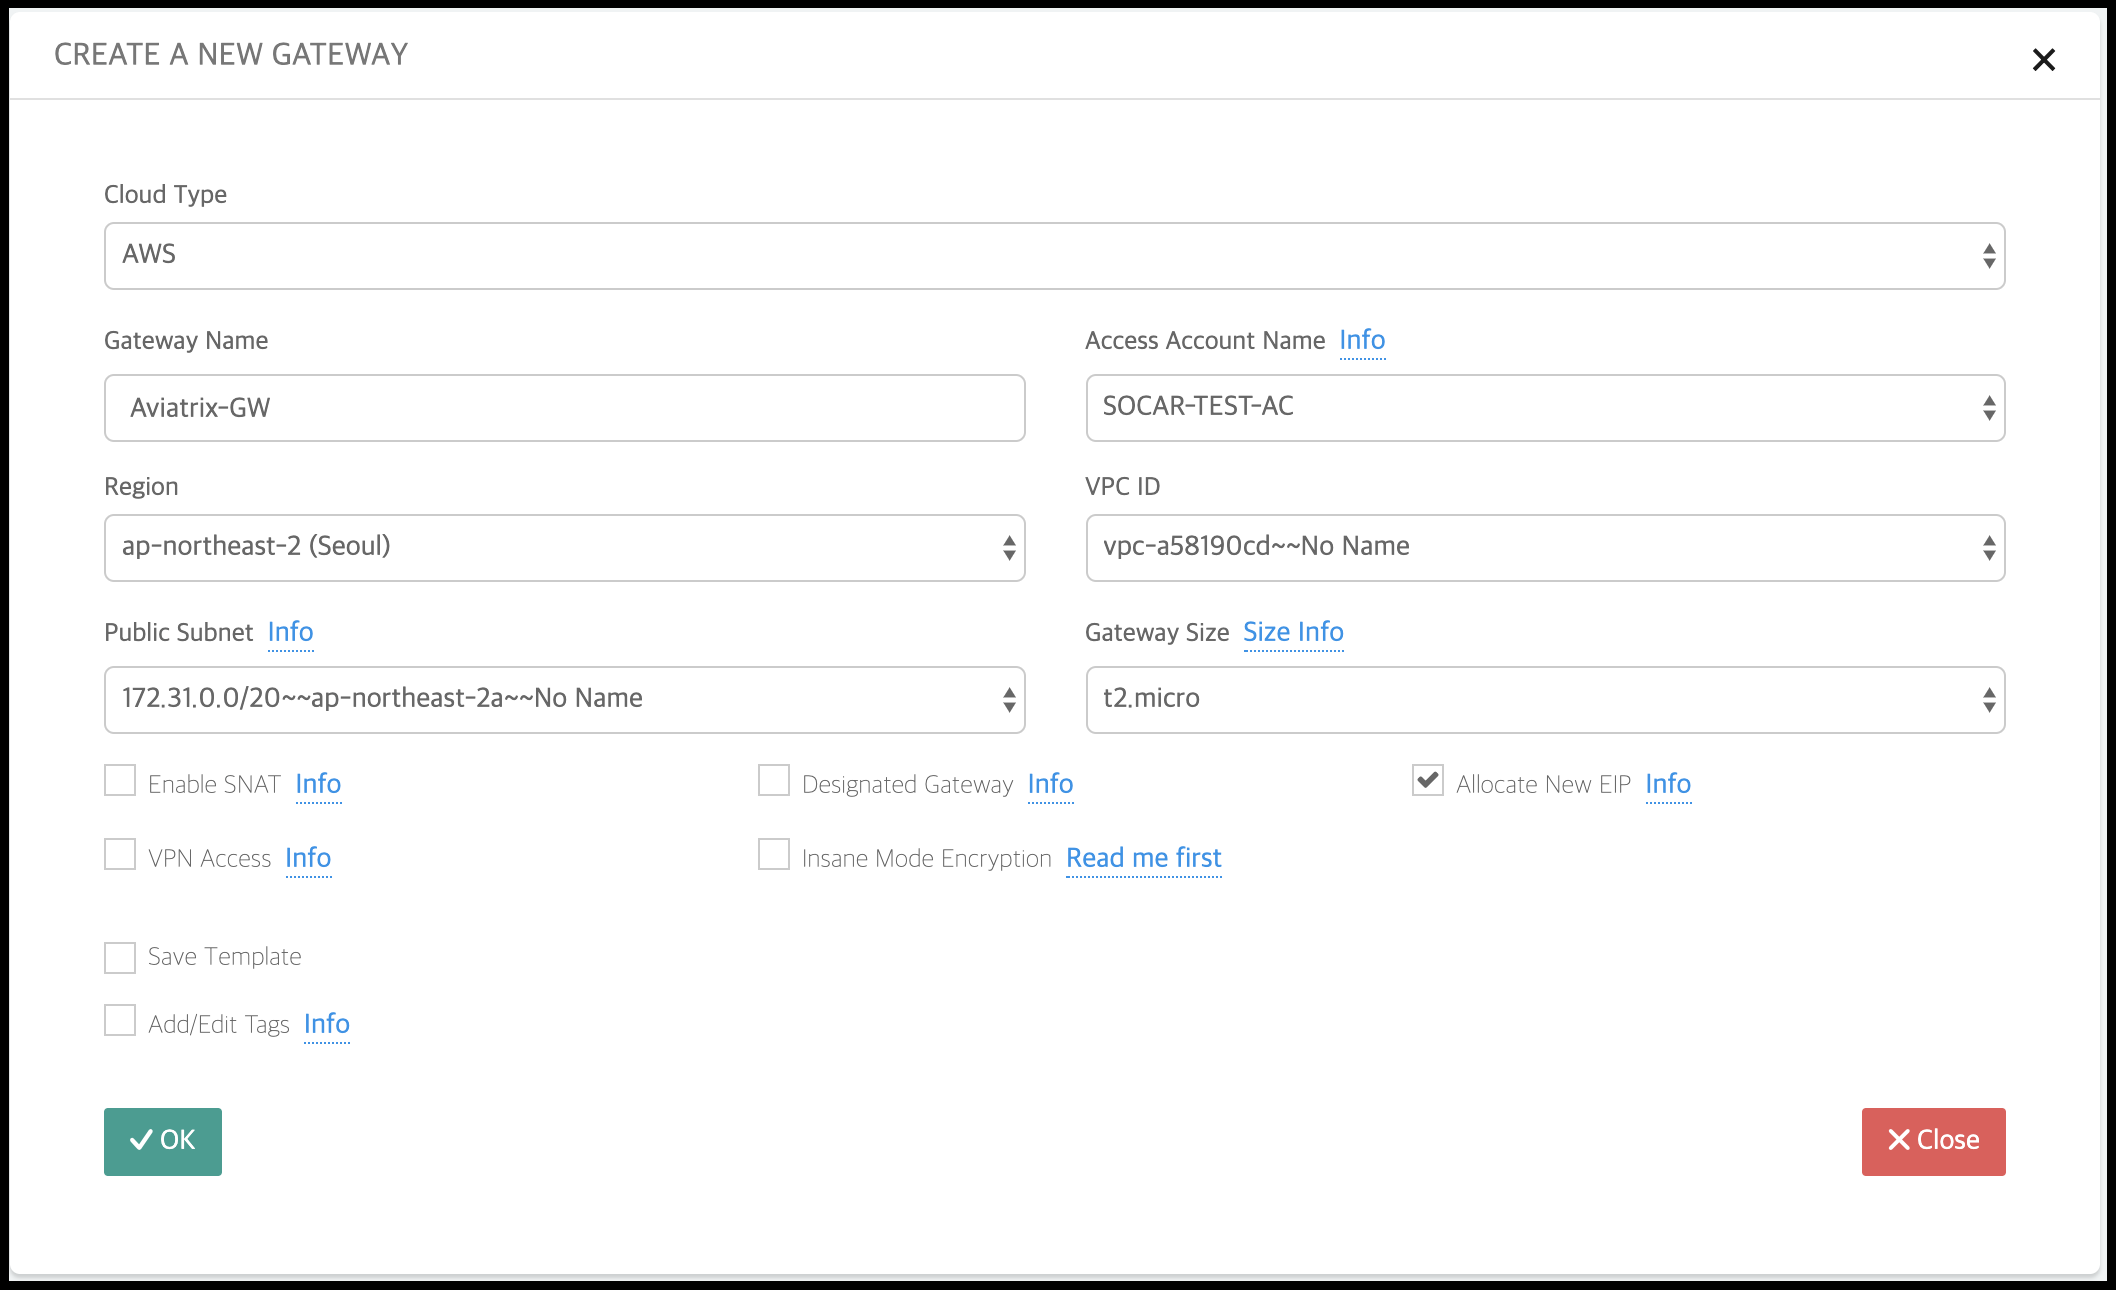 CREATE A NEW GATEWAY
Cloud Type
AWS
Gateway Name
Access Account Name Info
Aviatrix-GW
SOCAR-TEST-AC
Region
VPC ID
ap-northeast-2 (Seoul)
vpc-a58190cd~~No Name
Public Subnet Info
Gateway Size Size Info
172.31.0.0/20~~ap-northeast-2a~~No Name
t2.micro
Enable SNAT Info
Designated Gateway Info
Allocate New EIP Info
VPN Access Info
Insane Mode Encryption Read me first
Save Template
Add/Edit Tags Info
OK
Close